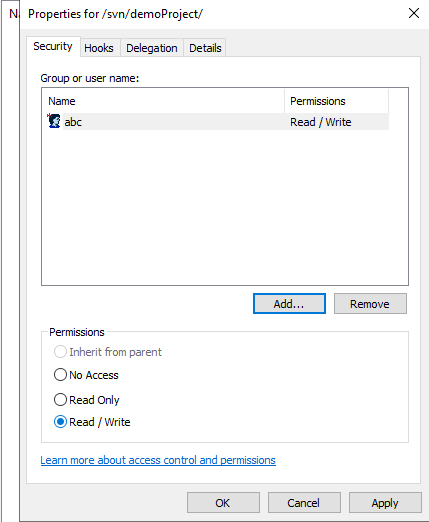 Na
Properties for /svn/demoProject/
Security Hooks Delegation Details
Group or user name:
Name Permissions
abc Read / Write
Add... Remove
Permissions
Inherit from parent
No Access
Read Only
Read / Write
Learn more about access control and permissions
OK Cancel Apply